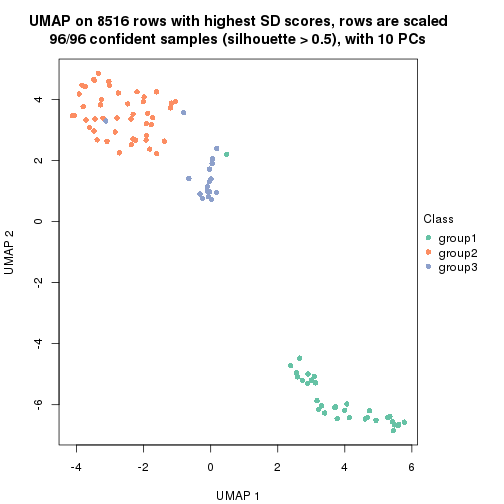 UMAP on 8516 rows with highest SD scores, rows are scaled
96/96 confident samples (silhouette > 0.5), with 10 PCs
4
2
0
-2
-4
-6
UMAP 2
-4
-2
0
2
4
6
UMAP 1
Class
group1
group2
group3